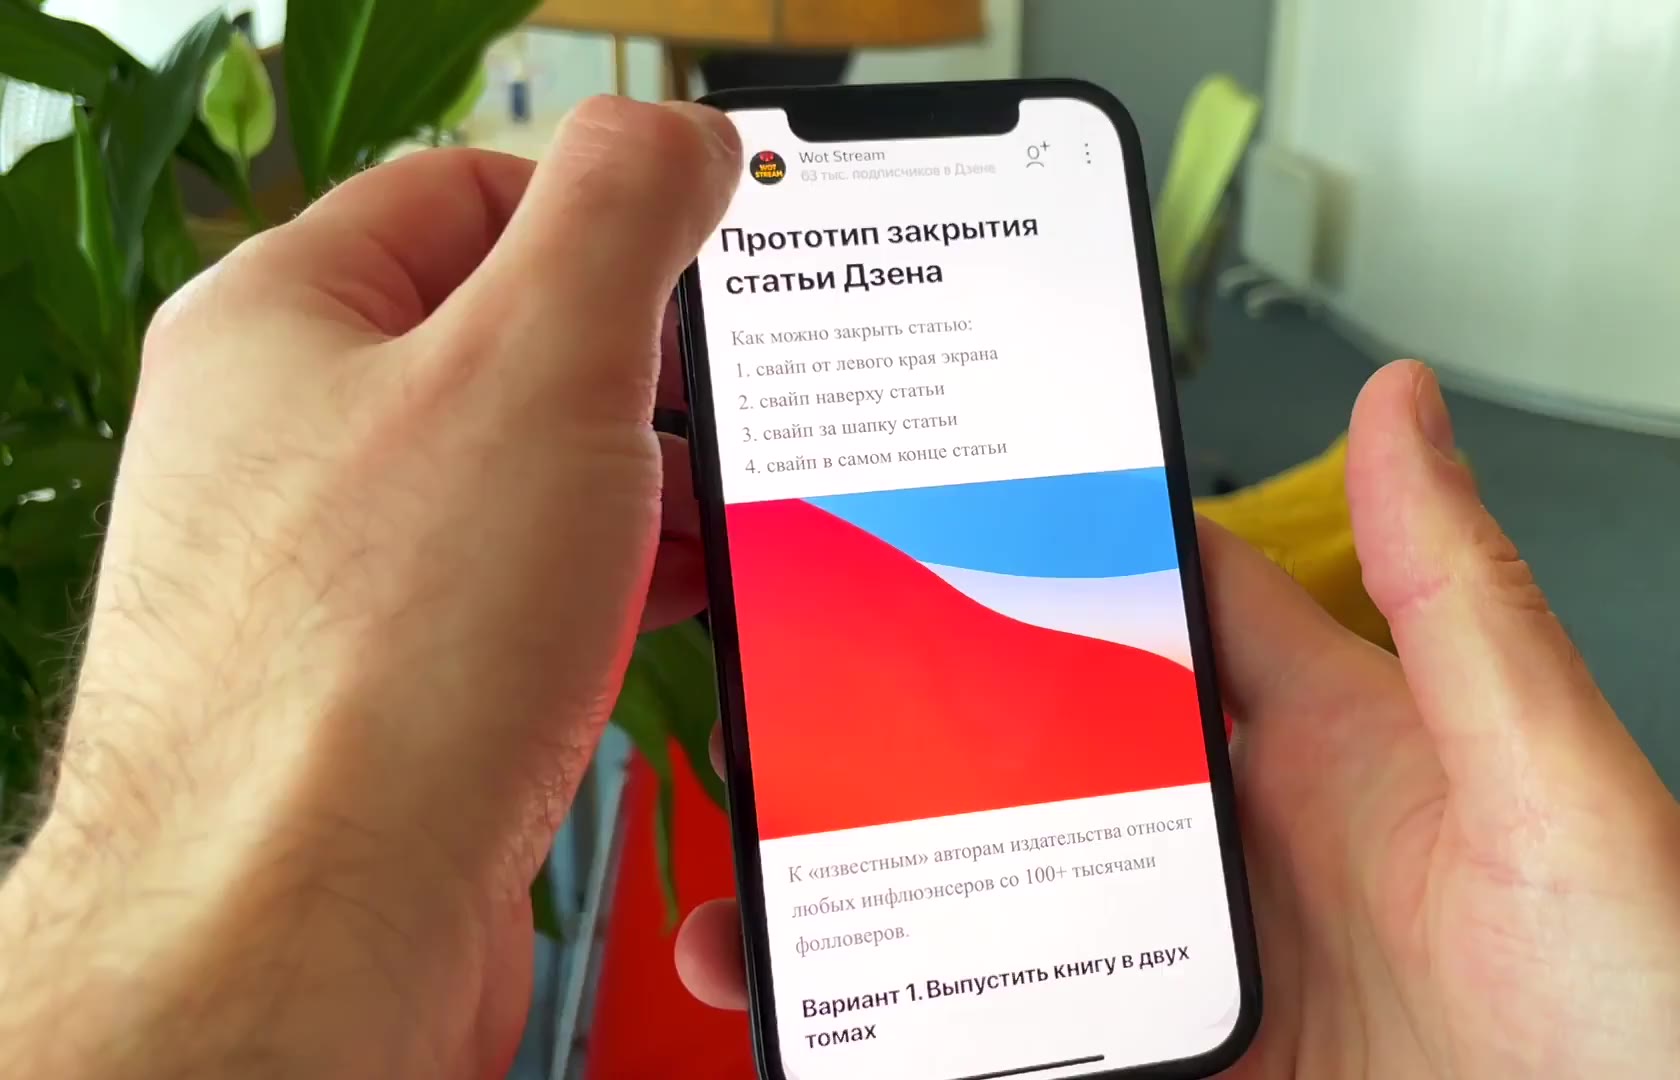 WOT
STREAM
Wot Stream
63 тыс. подписчиков в Дзене
Прототип закрытия
статьи Дзена
Как можно закрыть статью:
1. свайп от левого края экрана
2. свайп наверху статьи
3. свайп за шапку статьи
4. свайп в самом конце статьи
К «известным» авторам издательства относят
любых инфлюэнсеров со 100+ тысячами
фолловеров.
Вариант 1. Выпустить книгу в двух
томах